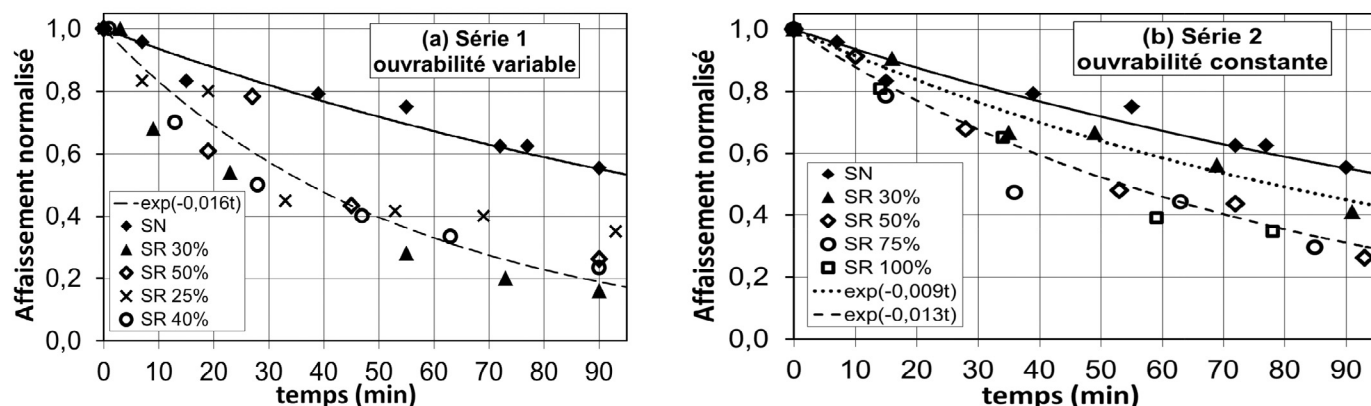 Affaissement normalisé
1,0
0,8
0,6
0,4
0,2
0,0
(a) Série 1
ouvrabilité variable
exp(-0,016t)
SN
SR 30%
SR 50%
SR 25%
SR 40%
0 10 20 30 40 50 60 70 80 90
temps (min)
Affaissement normalisé
1,0
0,8
0,6
0,4
0,2
0,0
(b) Série 2
ouvrabilité constante
SN
SR 30%
SR 50%
SR 75%
SR 100%
exp(-0,009t)
exp(-0,013t)
0 10 20 30 40 50 60 70 80 90
temps (min)